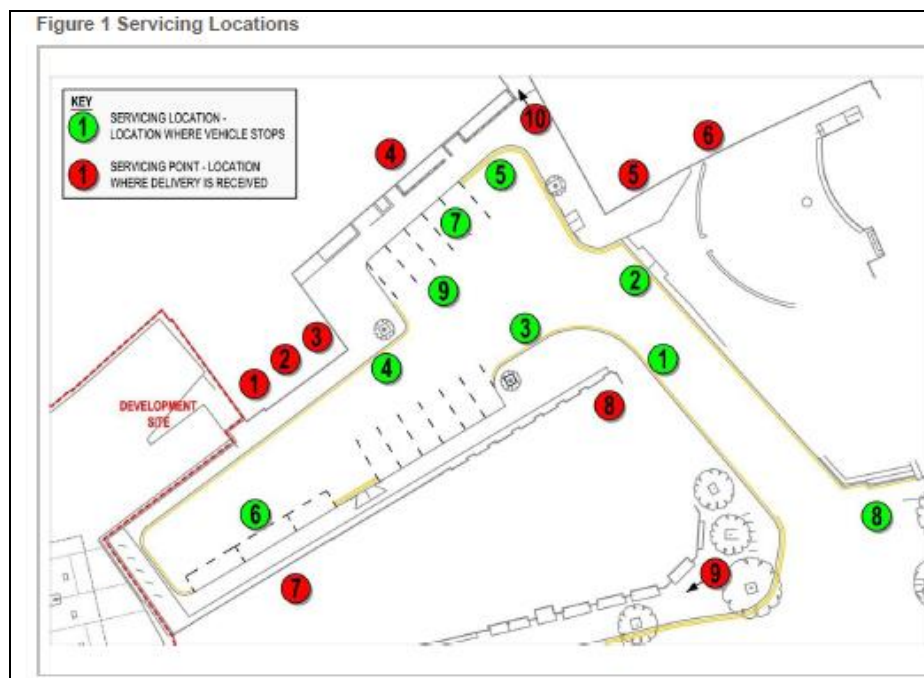 Figure 1 Servicing Locations
KEY
1
SERVICING LOCATION -
LOCATION WHERE VEHICLE STOPS
1
SERVICING POINT - LOCATION
WHERE DELIVERY IS RECEIVED
10
6
4
5
5
7
2
9
3
3
4
1
2
1
8
DEVELOPMENT
SITE
6
8
9
7